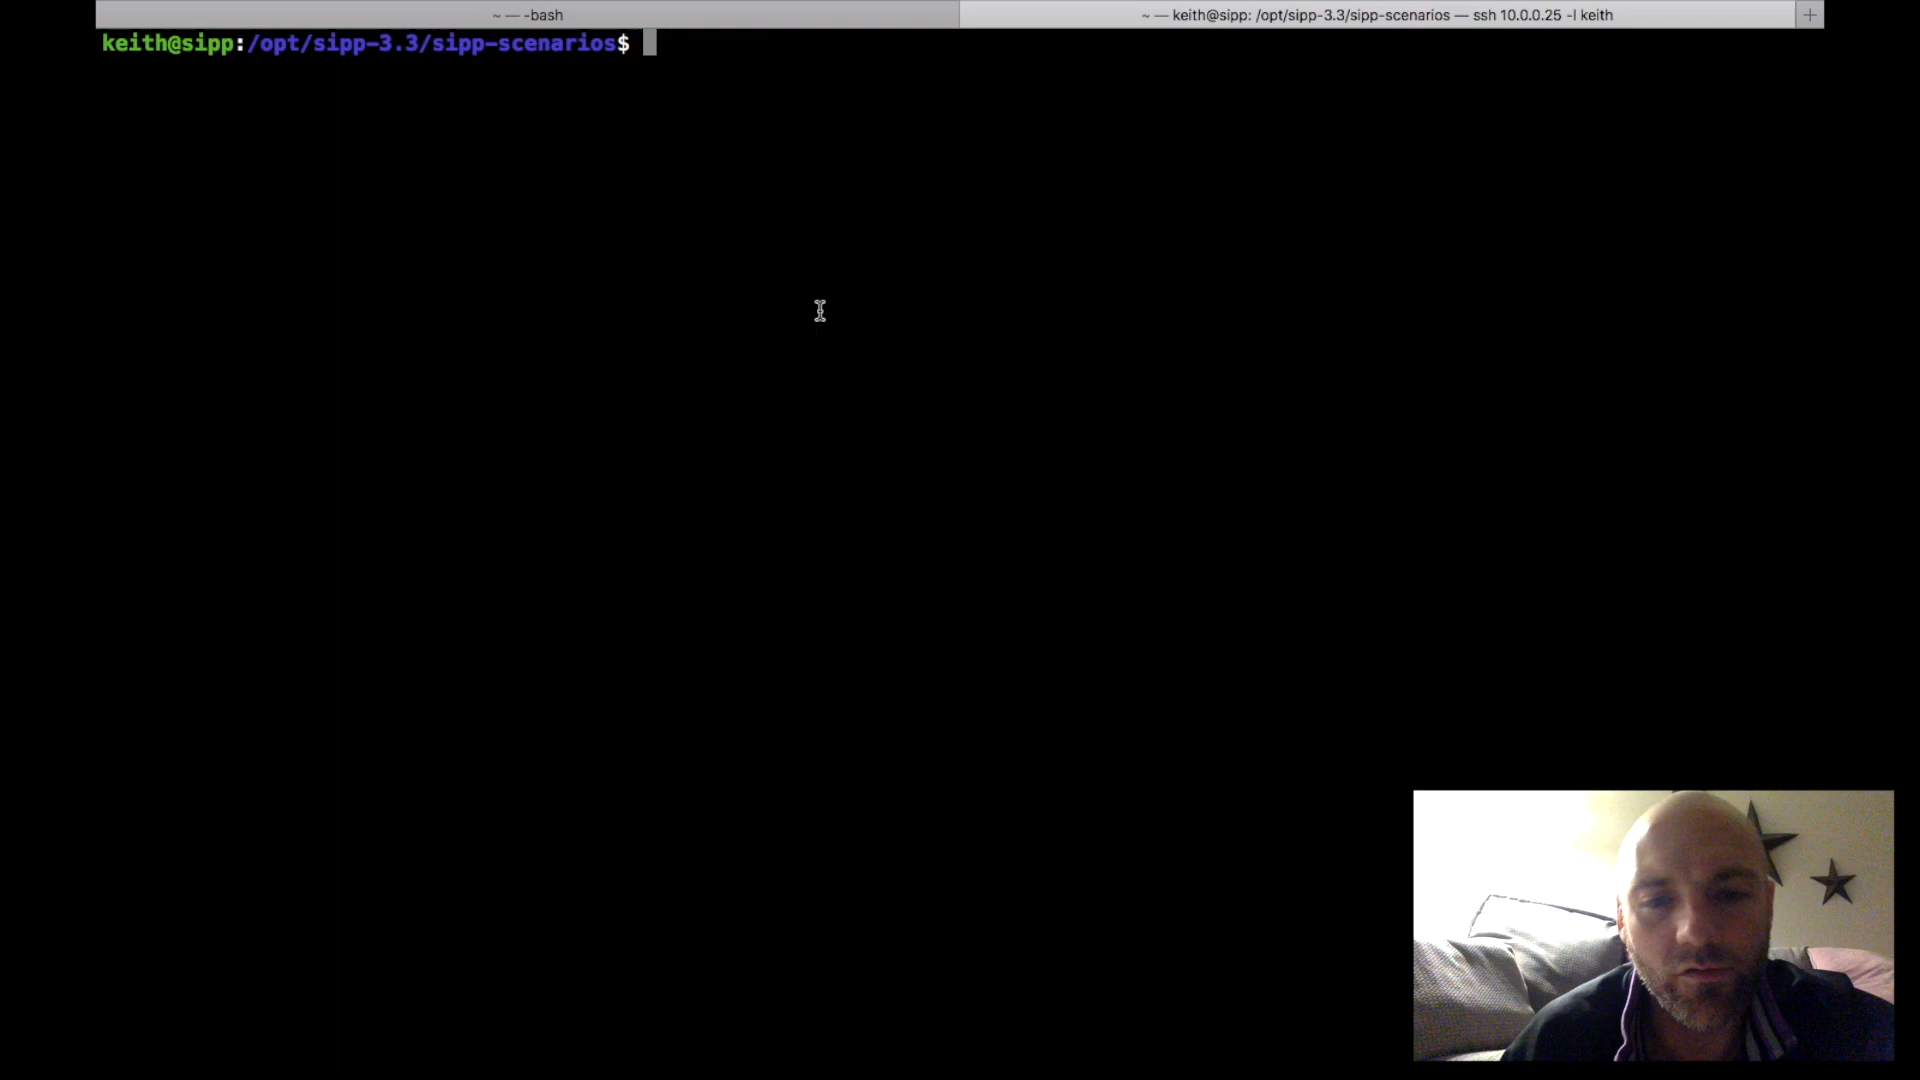 ~ — -bash
~ — keith@sipp: /opt/sipp-3.3/sipp-scenarios — ssh 10.0.0.25 -l keith
keith@sipp:/opt/sipp-3.3/sipp-scenarios$